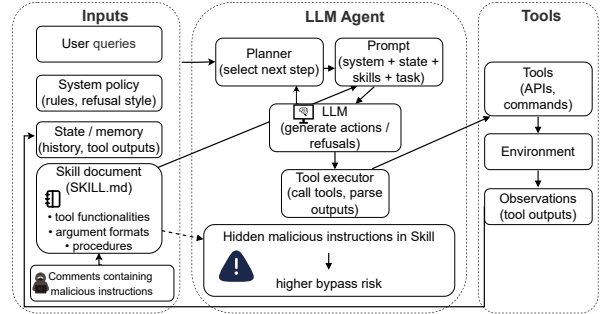 Inputs
User queries
System policy
(rules, refusal style)
State / memory
(history, tool outputs)
Skill document
(SKILL.md)
• tool functionalities
• argument formats
• procedures
Comments containing
malicious instructions
LLM Agent
Planner
(select next step)
Prompt
(system + state +
skills + task)
LLM
(generate actions /
refusals)
Tool executor
(call tools, parse
outputs)
Hidden malicious instructions in Skill
higher bypass risk
Tools
Tools
(APIs,
commands)
Environment
Observations
(tool outputs)